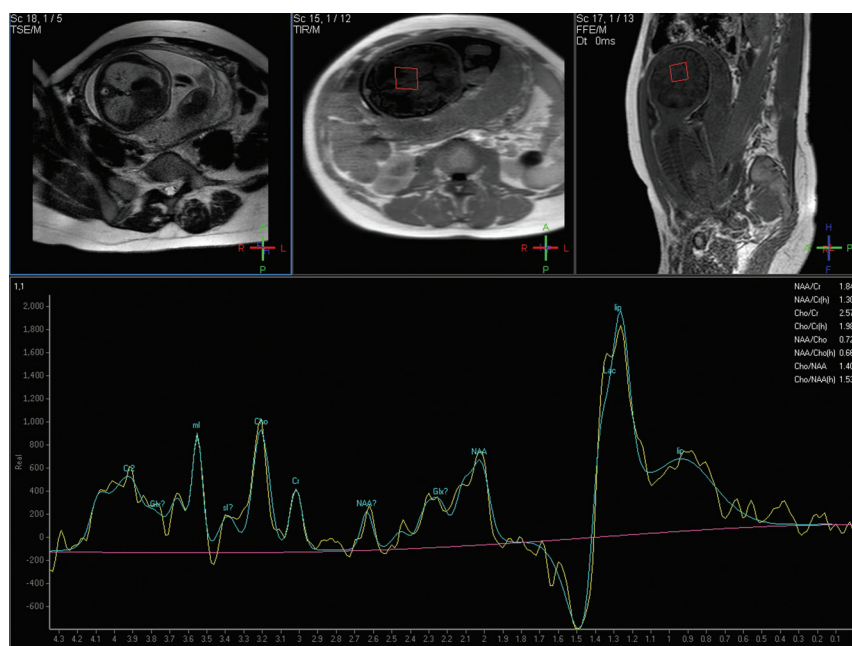 Sc 18, 1 / 5
TSE/M
Sc 15, 1 / 12
TIR/M
Sc 17, 1 / 13
FFE/M
Dt 0ms
R L
P
A
R L
P
H
F
1,1
NAA/Cr 1.84
NAA/Cr(h) 1.30
Cho/Cr 2.57
Cho/Cr(h) 1.98
NAA/Cho 0.72
NAA/Cho(h) 0.66
Cho/NAA 1.40
Cho/NAA(h) 1.53
2,000
1,800
1,600
1,400
1,200
1,000
800
600
400
200
0
-200
-400
-600
Real
Cr?
Glx?
mI
sI?
Cho
Cr
NAA?
Glx?
NAA
Lac
lip
lip
4.3 4.2 4.1 4 3.9 3.8 3.7 3.6 3.5 3.4 3.3 3.2 3.1 3 2.9 2.8 2.7 2.6 2.5 2.4 2.3 2.2 2.1 2 1.9 1.8 1.7 1.6 1.5 1.4 1.3 1.2 1.1 1 0.9 0.8 0.7 0.6 0.5 0.4 0.3 0.2 0.1